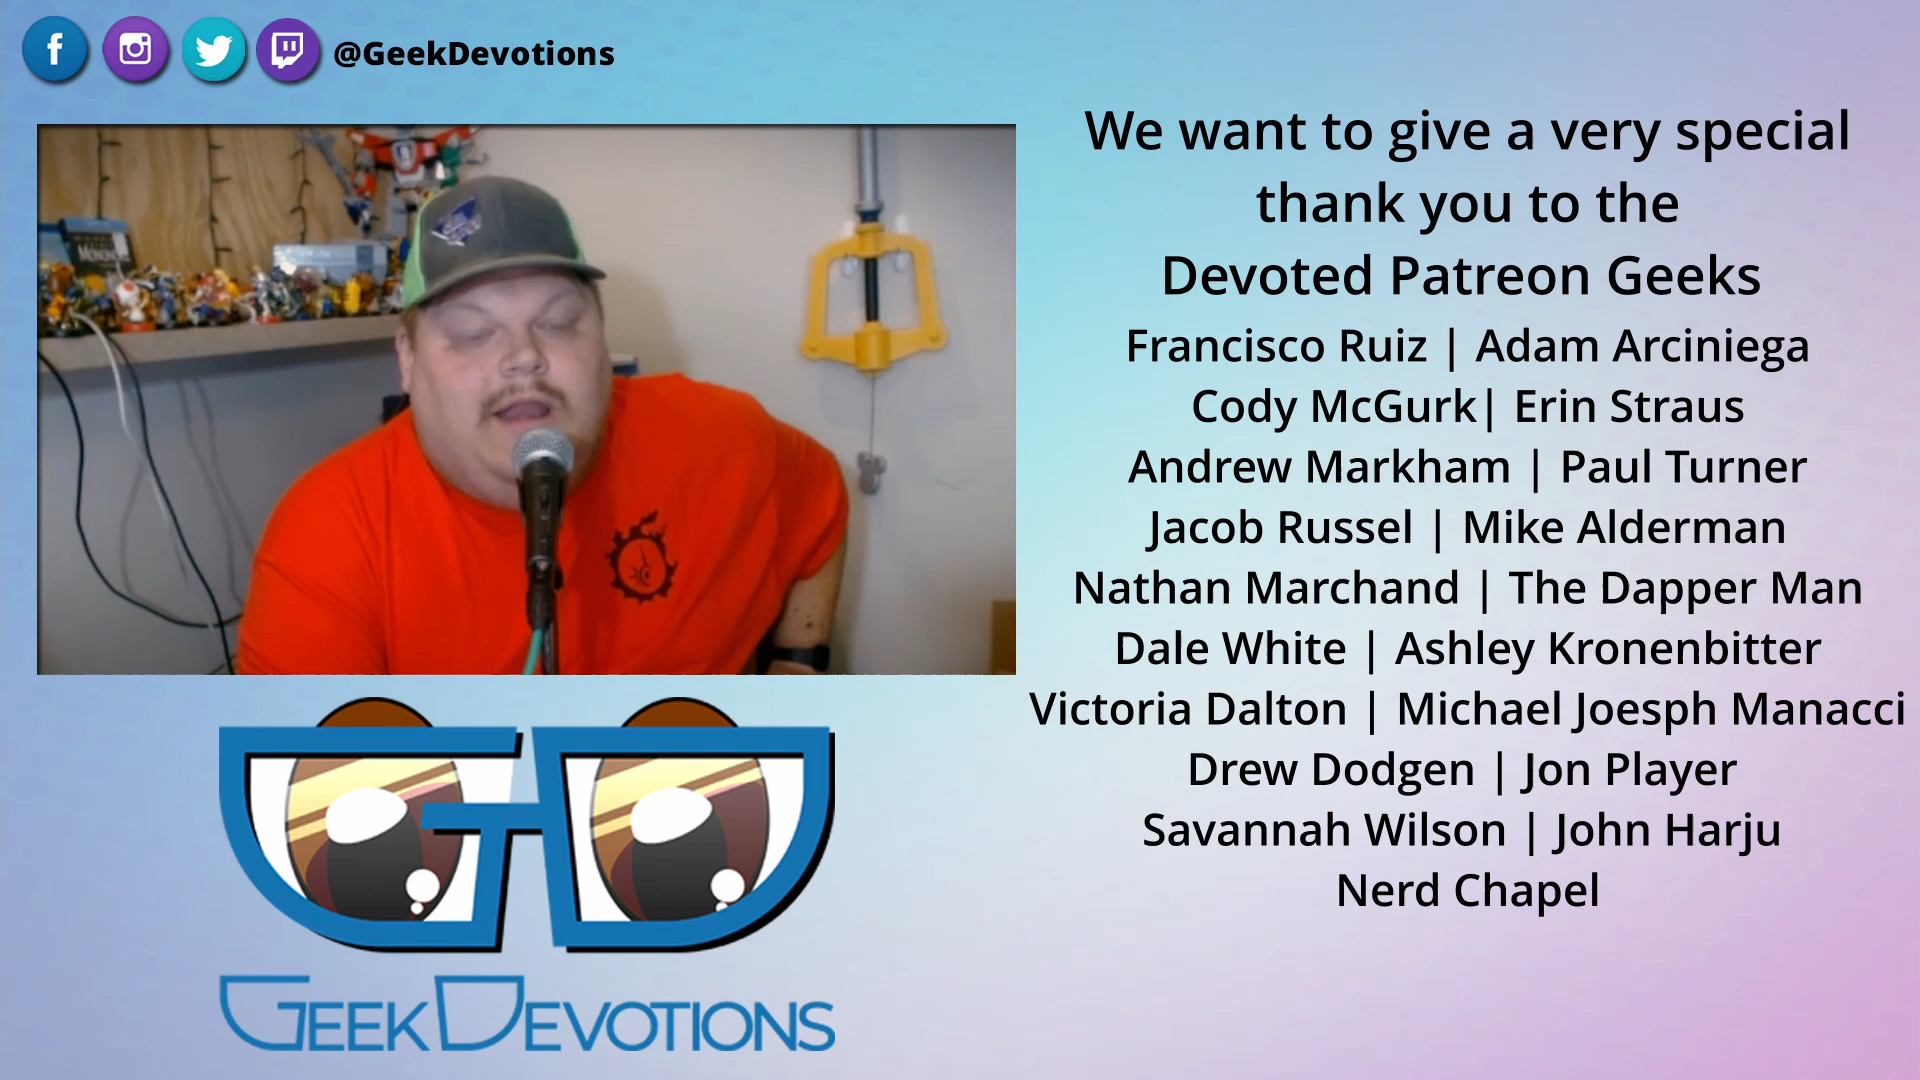 @GeekDevotions
We want to give a very special
thank you to the
Devoted Patreon Geeks
Francisco Ruiz | Adam Arciniega
Cody McGurk| Erin Straus
Andrew Markham | Paul Turner
Jacob Russel | Mike Alderman
Nathan Marchand | The Dapper Man
Dale White | Ashley Kronenbitter
Victoria Dalton | Michael Joesph Manacci
Drew Dodgen | Jon Player
Savannah Wilson | John Harju
Nerd Chapel
GD
GEEK DEVOTIONS